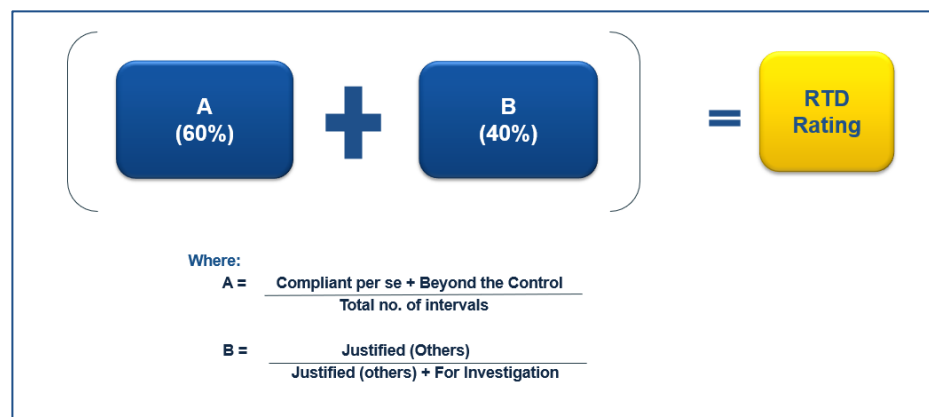 A
(60%)
+
B
(40%)
=
RTD
Rating
Where:
A =
Compliant per se + Beyond the Control
Total no. of intervals
B =
Justified (Others)
Justified (others) + For Investigation